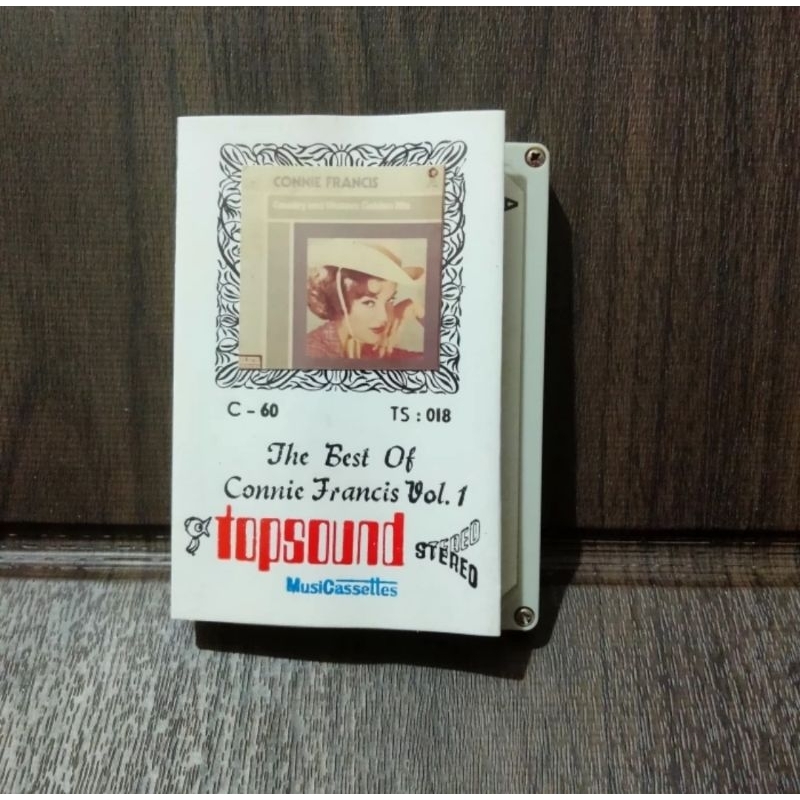 CONNIE FRANCIS
Country and Western Golden Hits
A
C - 60 TS : 018
The Best Of
Connie Francis Vol. 1
topsound
STEREO
STEREO
MusiCassettes